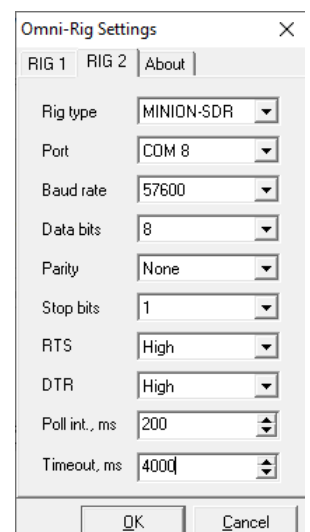 Omni-Rig Settings
RIG 1 RIG 2 About
Rig type MINION-SDR
Port COM 8
Baud rate 57600
Data bits 8
Parity None
Stop bits 1
RTS High
DTR High
Poll int., ms 200
Timeout, ms 4000
OK Cancel